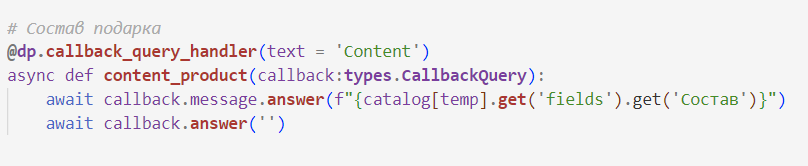 # Состав подарка
@dp.callback_query_handler(text = 'Content')
async def content_product(callback:types.CallbackQuery):
    await callback.message.answer(f"{catalog[temp].get('fields').get('Состав')}")
    await callback.answer('')